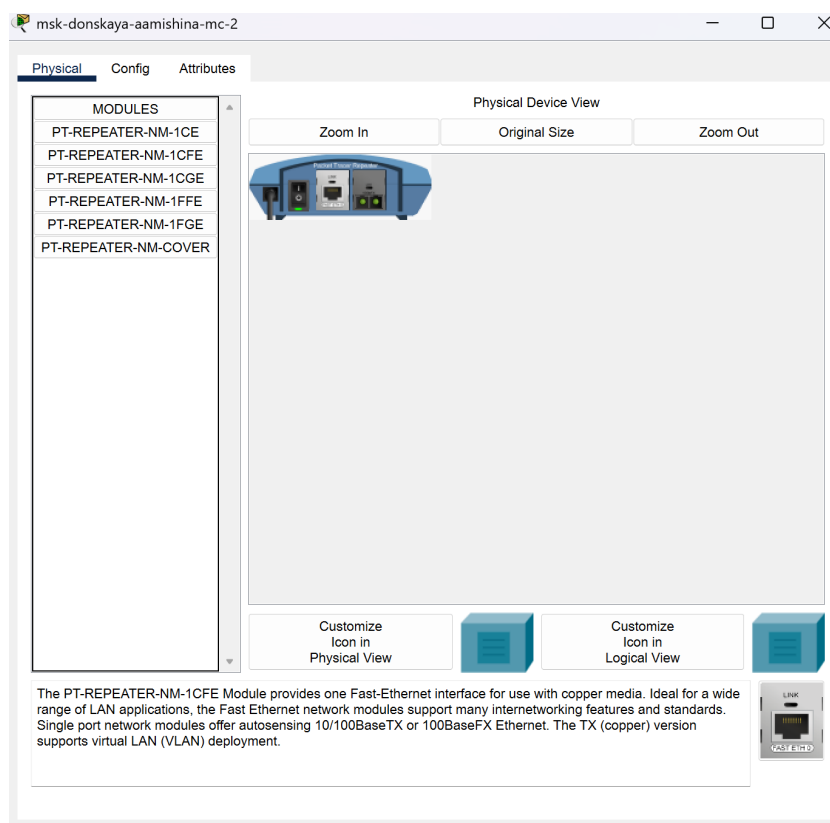 msk-donskaya-aamishina-mc-2
Physical Config Attributes
MODULES
PT-REPEATER-NM-1CE
PT-REPEATER-NM-1CFE
PT-REPEATER-NM-1CGE
PT-REPEATER-NM-1FFE
PT-REPEATER-NM-1FGE
PT-REPEATER-NM-COVER
Physical Device View
Zoom In Original Size Zoom Out
Packet Tracer Repeater
Customize
Icon in
Physical View
Customize
Icon in
Logical View
The PT-REPEATER-NM-1CFE Module provides one Fast-Ethernet interface for use with copper media. Ideal for a wide
range of LAN applications, the Fast Ethernet network modules support many internetworking features and standards.
Single port network modules offer autosensing 10/100BaseTX or 100BaseFX Ethernet. The TX (copper) version
supports virtual LAN (VLAN) deployment.
LINK
FAST ETH 0